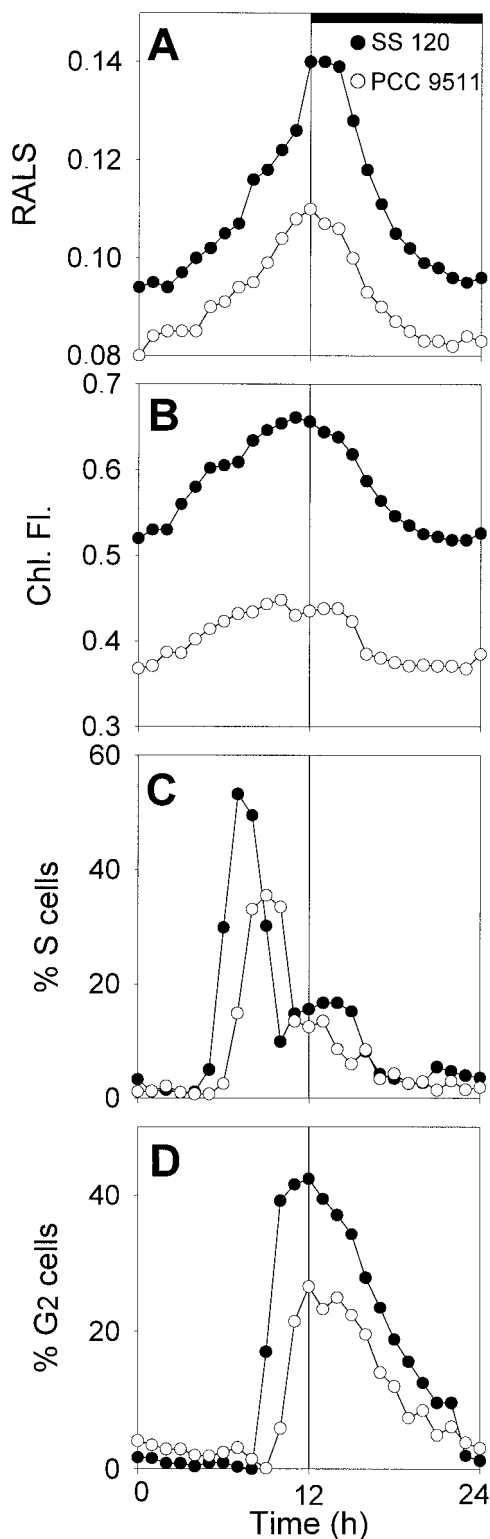 A
SS 120
PCC 9511
0.14
0.12
0.10
0.08
RALS
B
0.7
0.6
0.5
0.4
0.3
Chl. Fl.
C
60
40
20
0
% S cells
D
40
20
0
% G2 cells
0
12
24
Time (h)